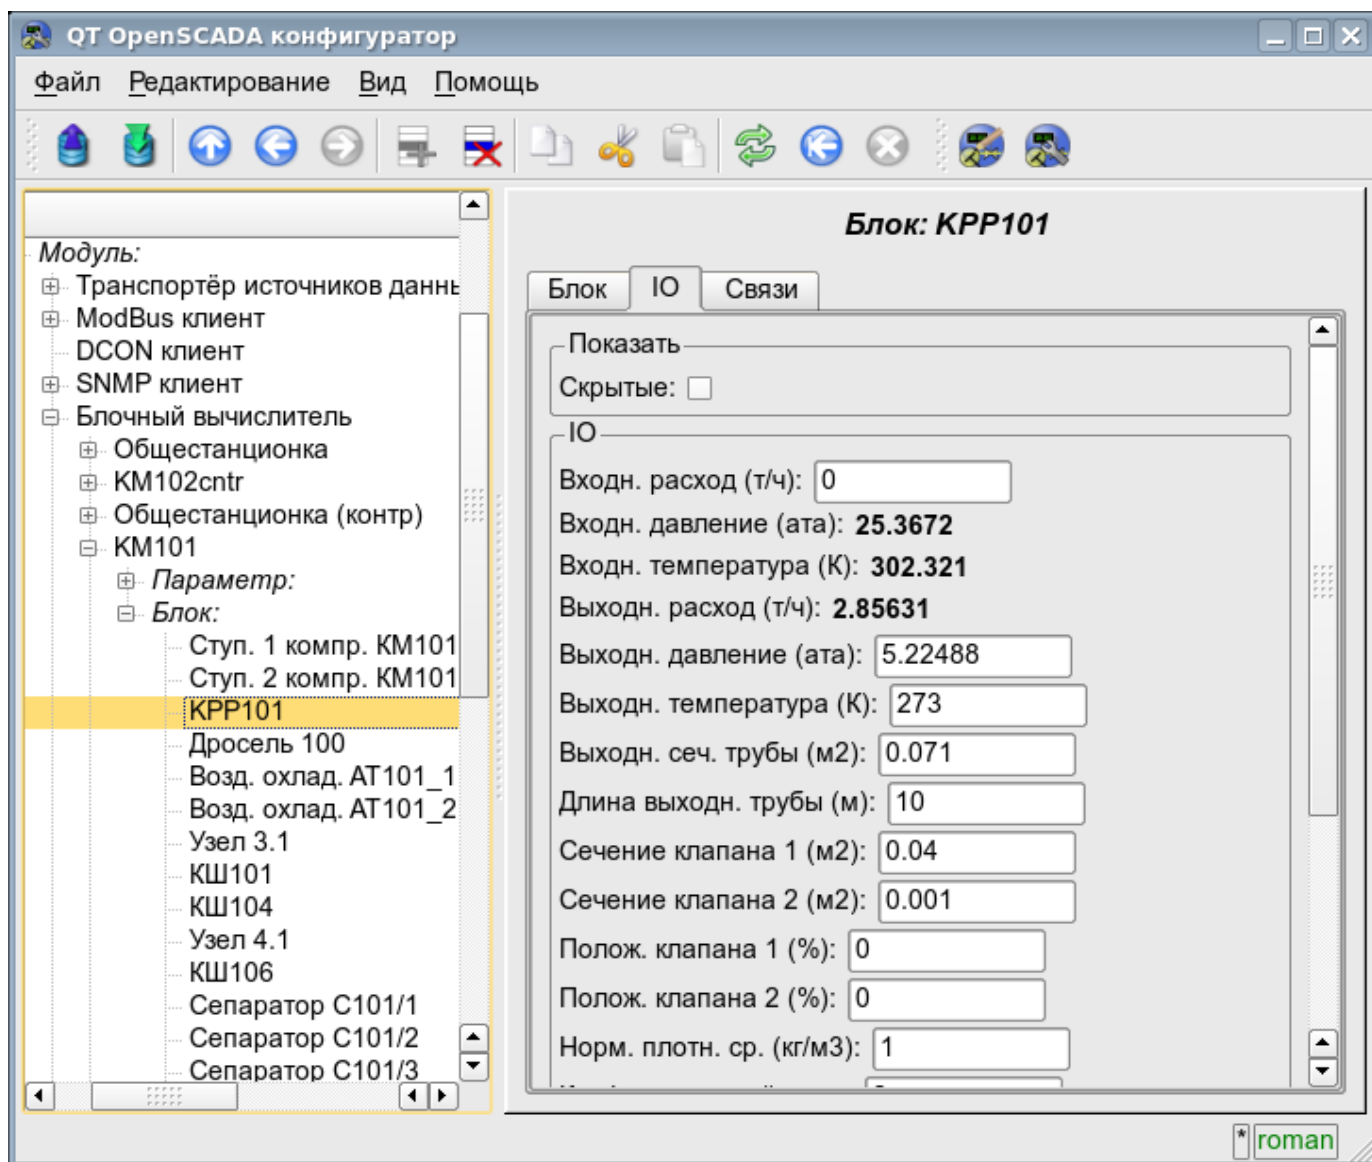 QT OpenSCADA конфигуратор
Файл Редактирование Вид Помощь
Модуль:
Транспортёр источников данны
ModBus клиент
DCON клиент
SNMP клиент
Блочный вычислитель
Общестанционка
KM102cntr
Общестанционка (контр)
KM101
Параметр:
Блок:
Ступ. 1 компр. КМ101
Ступ. 2 компр. КМ101
КРР101
Дросель 100
Возд. охлад. АТ101_1
Возд. охлад. АТ101_2
Узел 3.1
КШ101
КШ104
Узел 4.1
КШ106
Сепаратор С101/1
Сепаратор С101/2
Сепаратор С101/3
Блок: KPP101
Блок IO Связи
Показать
Скрытые:
IO
Входн. расход (т/ч): 0
Входн. давление (ата): 25.3672
Входн. температура (К): 302.321
Выходн. расход (т/ч): 2.85631
Выходн. давление (ата): 5.22488
Выходн. температура (К): 273
Выходн. сеч. трубы (м2): 0.071
Длина выходн. трубы (м): 10
Сечение клапана 1 (м2): 0.04
Сечение клапана 2 (м2): 0.001
Полож. клапана 1 (%): 0
Полож. клапана 2 (%): 0
Норм. плотн. ср. (кг/м3): 1
* roman